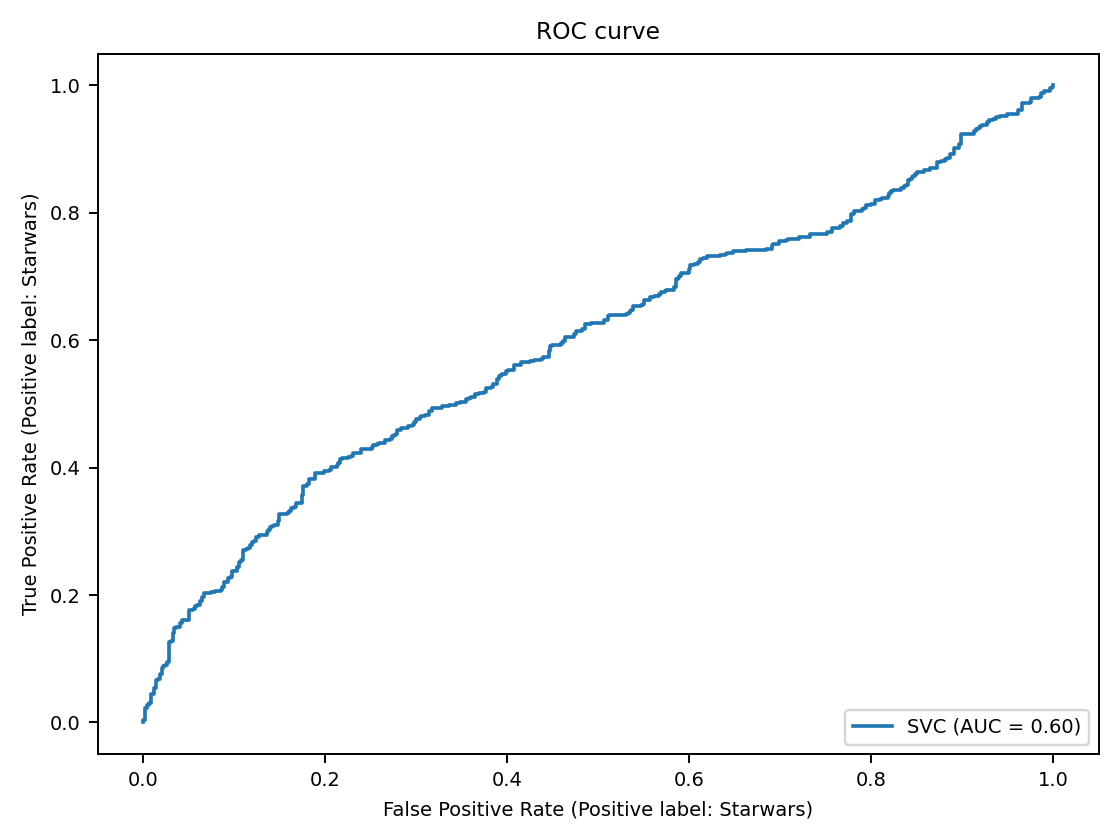 ROC curve
True Positive Rate (Positive label: Starwars)
1.0
0.8
0.6
0.4
0.2
0.0
SVC (AUC = 0.60)
0.0 0.2 0.4 0.6 0.8 1.0
False Positive Rate (Positive label: Starwars)